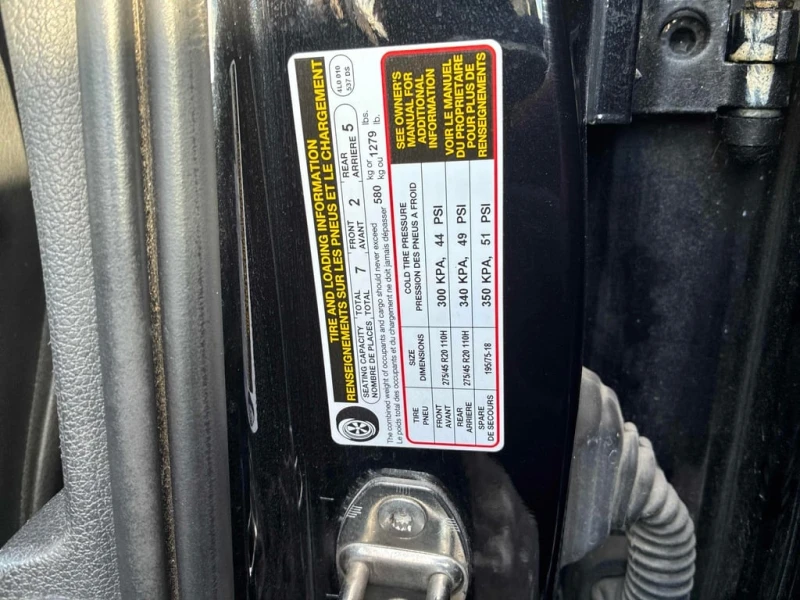 TIRE AND LOADING INFORMATION
RENSEIGNEMENTS SUR LES PNEUS ET LE CHARGEMENT
4L0 010
537 DS
SEATING CAPACITY TOTAL 7 FRONT 2 REAR 5
NOMBRE DE PLACES TOTAL AVANT ARRIERE
The combined weight of occupants and cargo should never exceed 580 kg or 1279 lbs.
Le poids total des occupants et du chargement ne doit jamais dépasser kg ou lb.
TIRE SIZE COLD TIRE PRESSURE
PNEU DIMENSIONS PRESSION DES PNEUS A FROID
FRONT 275/45 R20 110H 300 KPA, 44 PSI
AVANT
REAR 275/45 R20 110H 340 KPA, 49 PSI
ARRIERE
SPARE 195/75-18 350 KPA, 51 PSI
DE SECOURS
SEE OWNER'S
MANUAL FOR
ADDITIONAL
INFORMATION
VOIR LE MANUEL
DU PROPRIETAIRE
POUR PLUS DE
RENSEIGNEMENTS